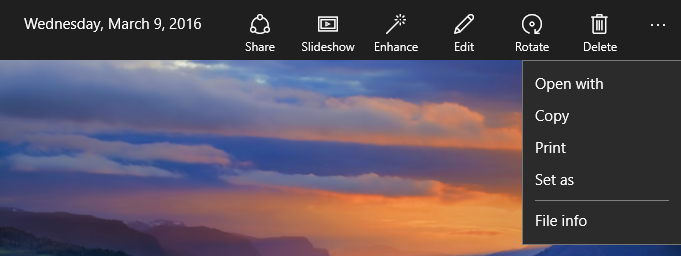 Wednesday, March 9, 2016
Share Slideshow Enhance Edit Rotate Delete
Open with
Copy
Print
Set as
File info